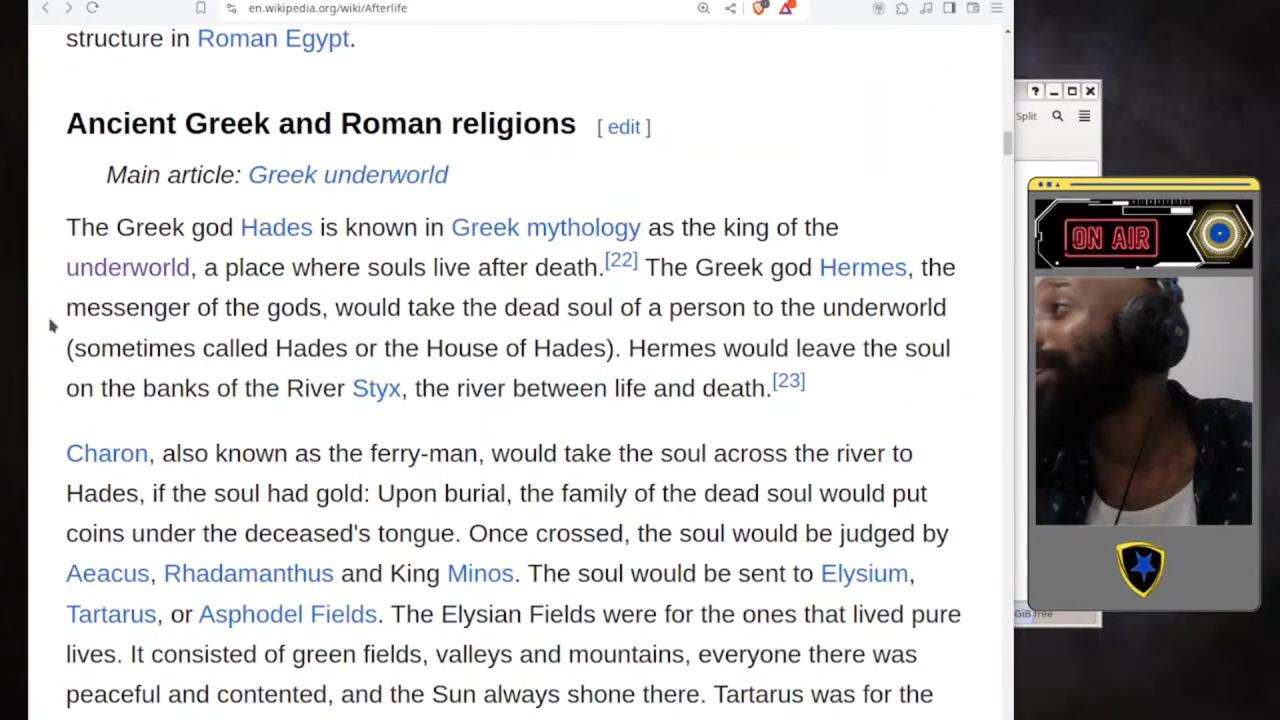 en.wikipedia.org/wiki/Afterlife
structure in Roman Egypt.
Ancient Greek and Roman religions [ edit ]
Main article: Greek underworld
The Greek god Hades is known in Greek mythology as the king of the
underworld, a place where souls live after death.[22] The Greek god Hermes, the
messenger of the gods, would take the dead soul of a person to the underworld
(sometimes called Hades or the House of Hades). Hermes would leave the soul
on the banks of the River Styx, the river between life and death.[23]
Charon, also known as the ferry-man, would take the soul across the river to
Hades, if the soul had gold: Upon burial, the family of the dead soul would put
coins under the deceased's tongue. Once crossed, the soul would be judged by
Aeacus, Rhadamanthus and King Minos. The soul would be sent to Elysium,
Tartarus, or Asphodel Fields. The Elysian Fields were for the ones that lived pure
lives. It consisted of green fields, valleys and mountains, everyone there was
peaceful and contented, and the Sun always shone there. Tartarus was for the
Split
ON AIR
GiB free